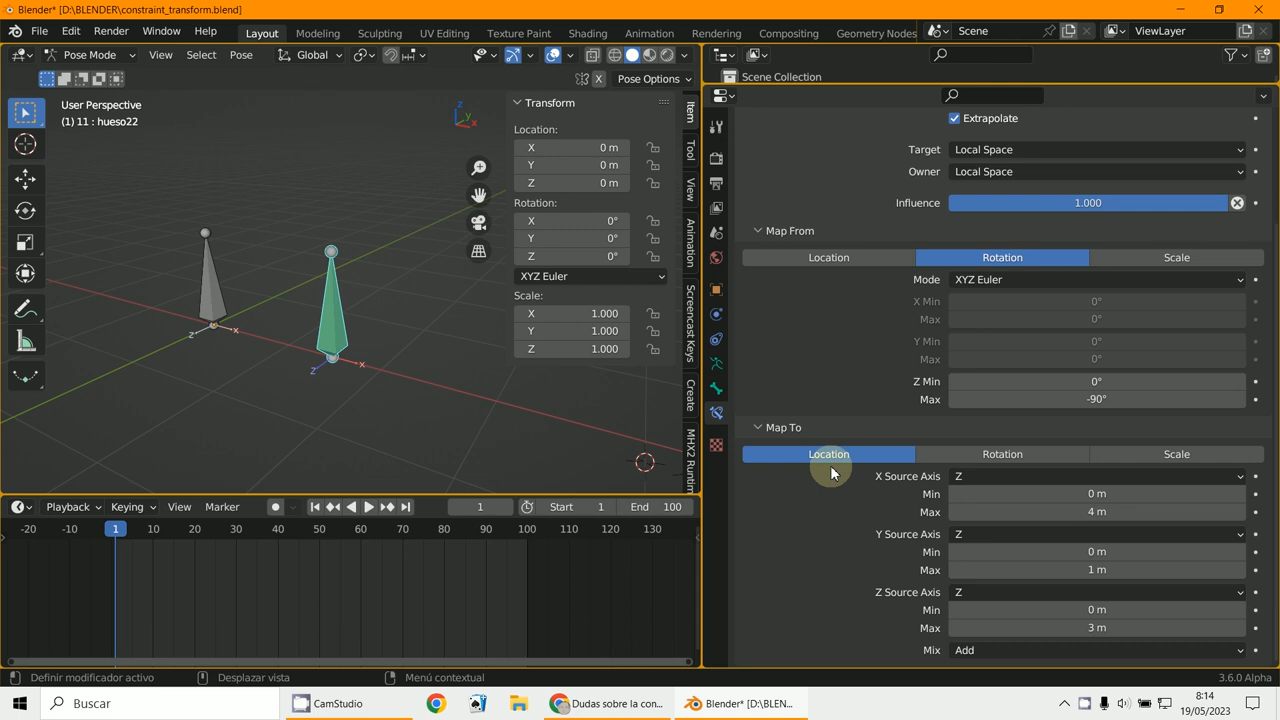 Blender* [D:\BLENDER\constraint_transform.blend]
File Edit Render Window Help Layout Modeling Sculpting UV Editing Texture Paint Shading Animation Rendering Compositing Geometry Nodes Scene ViewLayer
Pose Mode View Select Pose Global
X Pose Options
Scene Collection
User Perspective
(1) 11 : hueso22
Transform
Location:
X 0 m
Y 0 m
Z 0 m
Rotation:
X 0°
Y 0°
Z 0°
XYZ Euler
Scale:
X 1.000
Y 1.000
Z 1.000
Item
Tool
View
Animation
Screencast Keys
Create
MHX2 Runtim
z
y
x
x
z
x
z
Extrapolate
Target Local Space
Owner Local Space
Influence 1.000
Map From
Location Rotation Scale
Mode XYZ Euler
X Min 0°
Max 0°
Y Min 0°
Max 0°
Z Min 0°
Max -90°
Map To
Location Rotation Scale
X Source Axis Z
Min 0 m
Max 4 m
Y Source Axis Z
Min 0 m
Max 1 m
Z Source Axis Z
Min 0 m
Max 3 m
Mix Add
Playback Keying View Marker 1 Start 1 End 100
-20 -10 1 10 20 30 40 50 60 70 80 90 100 110 120 130
Definir modificador activo Desplazar vista Menú contextual 3.6.0 Alpha
Buscar CamStudio Dudas sobre la con... Blender* [D:\BLEN...
8:14
19/05/2023